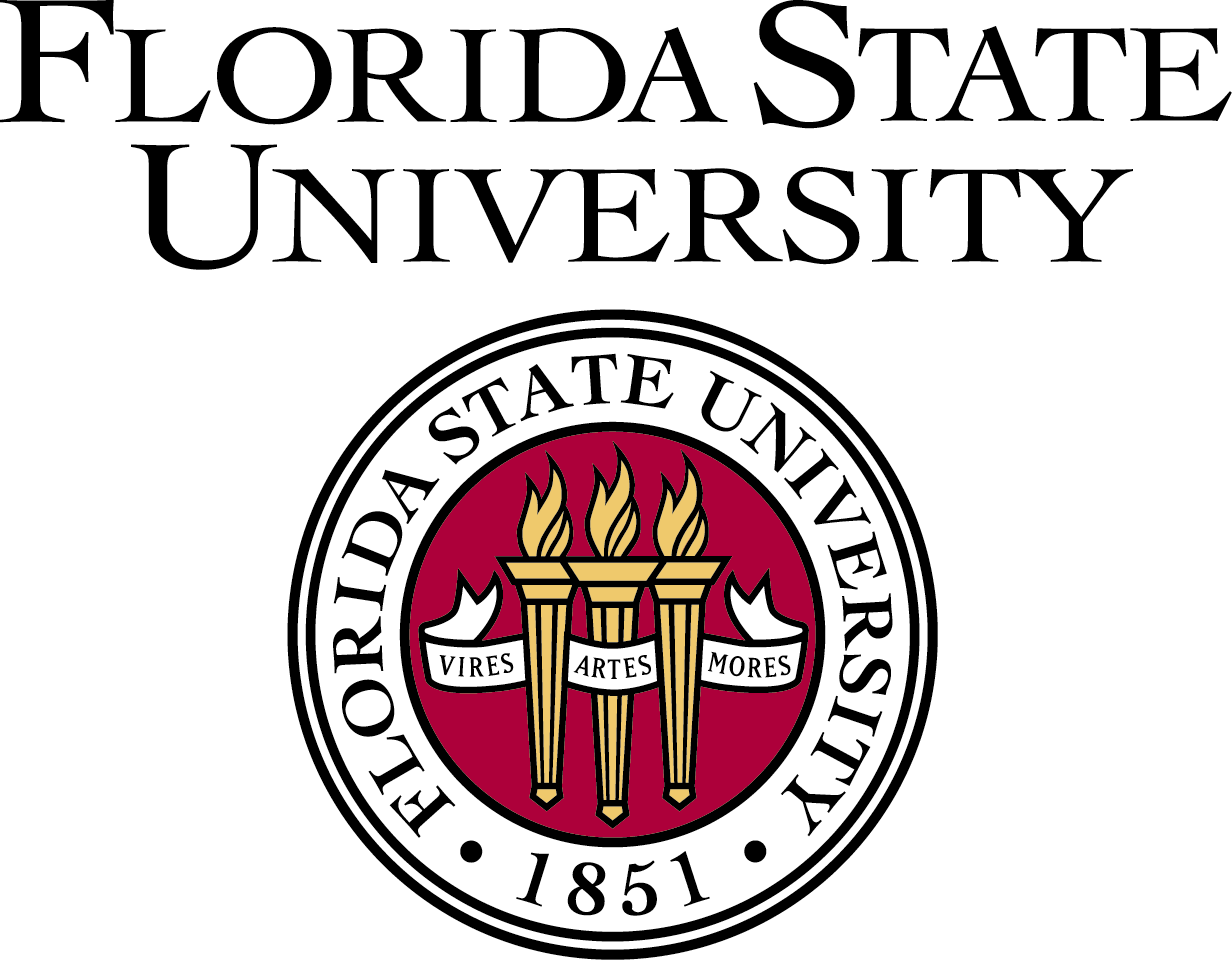 FLORIDA STATE
UNIVERSITY
FLORIDA STATE UNIVERSITY
VIRES ARTES MORES
• 1851 •